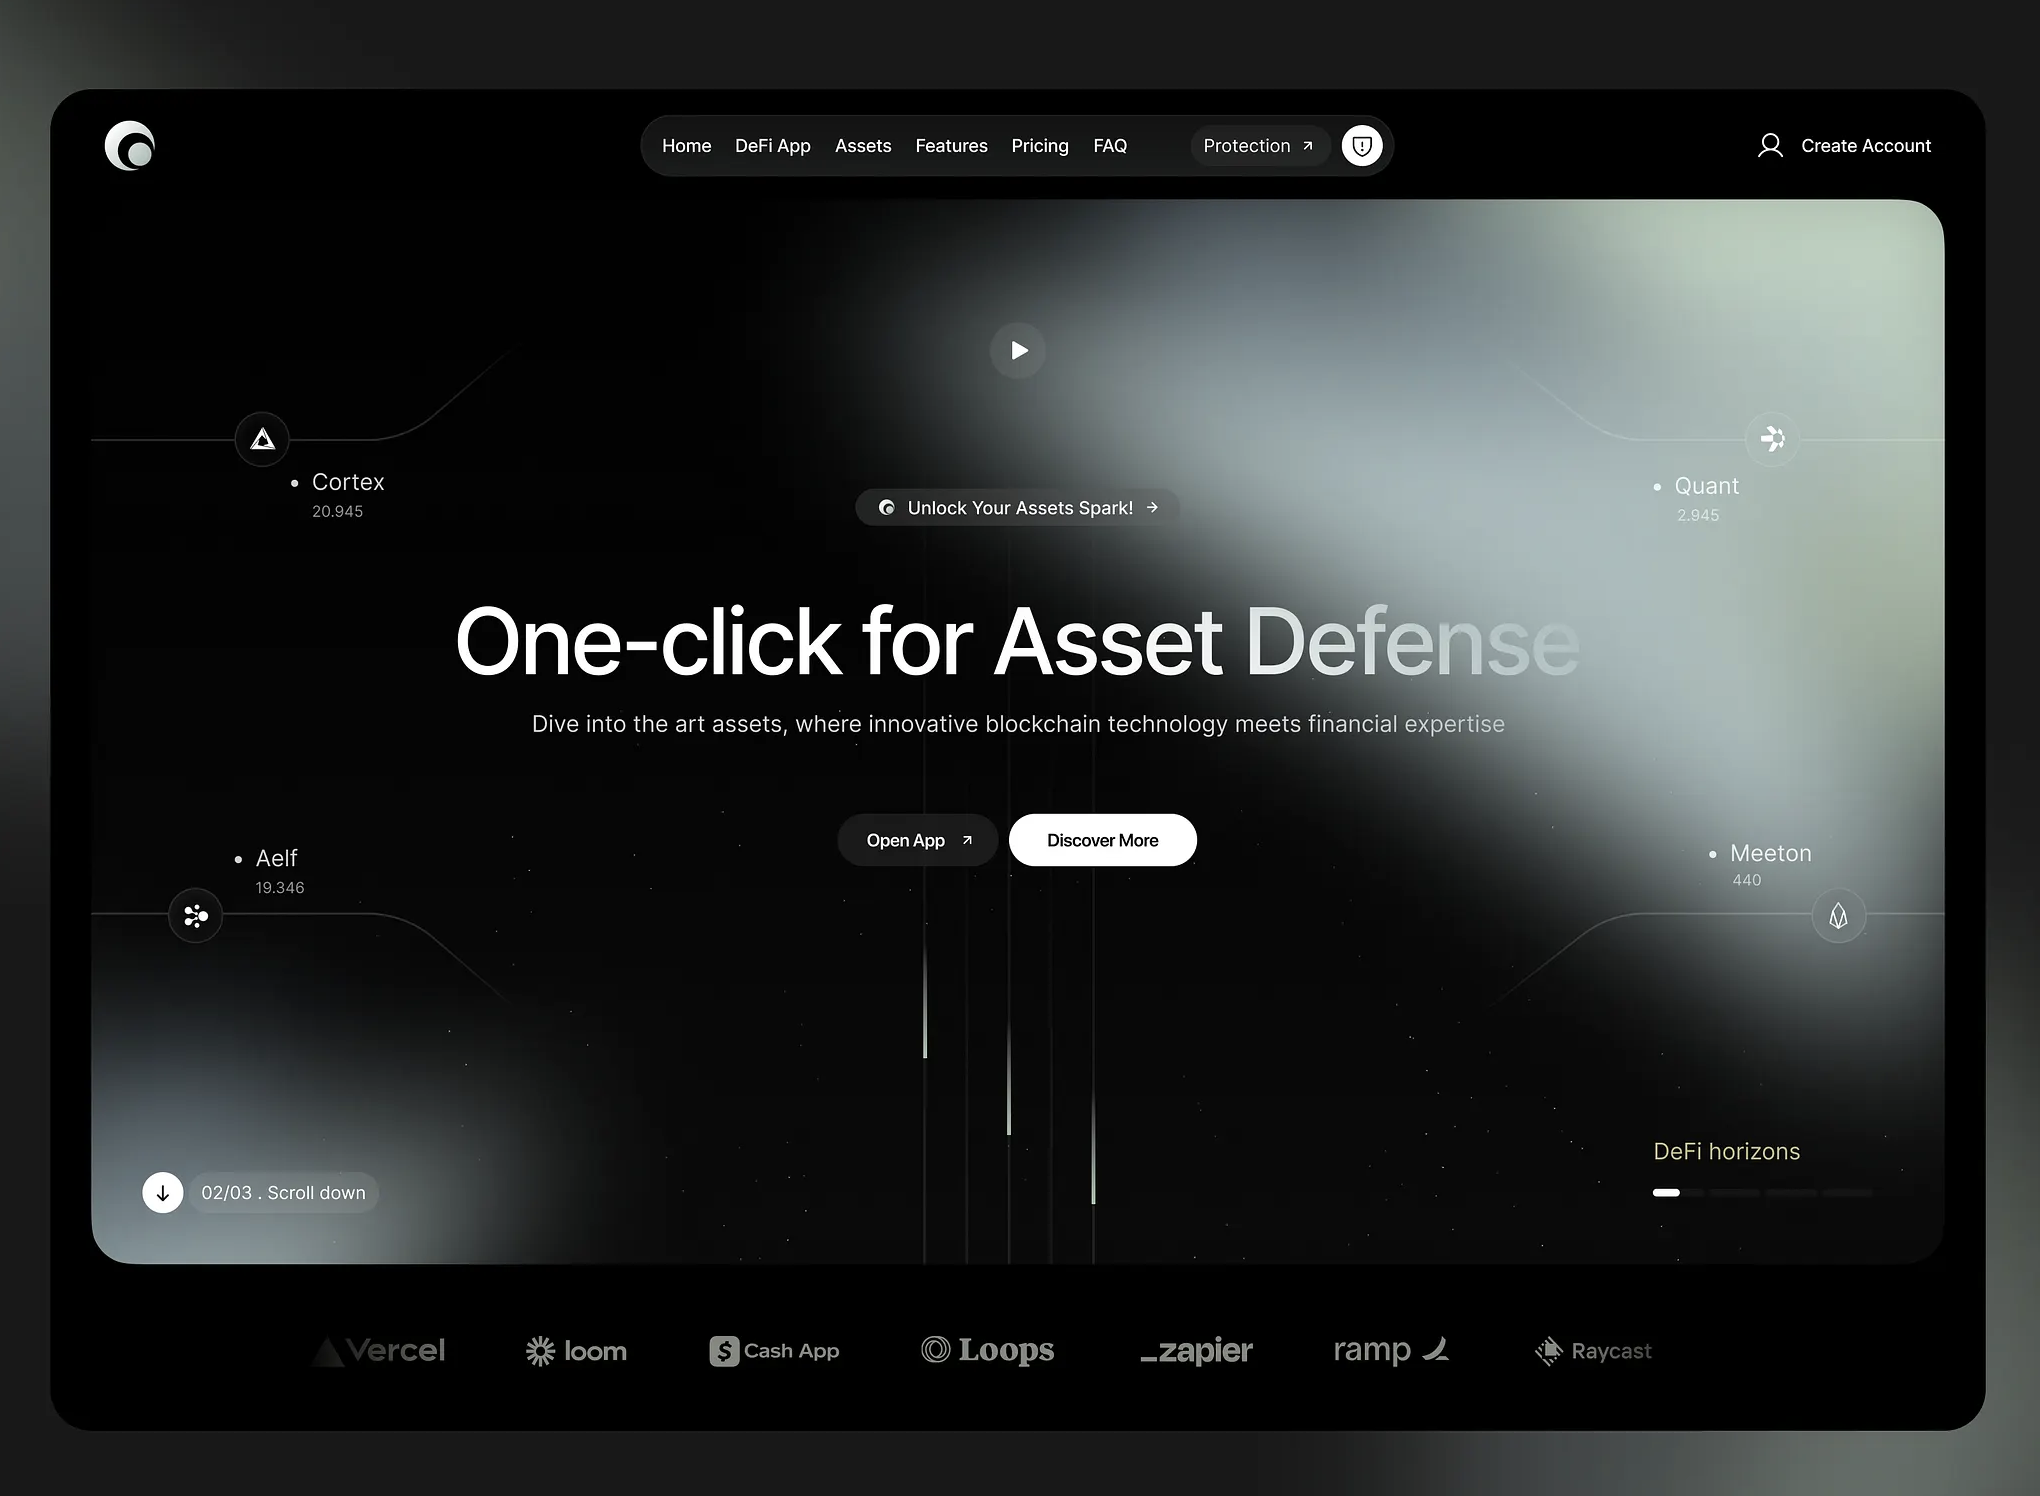 Home DeFi App Assets Features Pricing FAQ Protection Create Account
Cortex
20.945
Quant
2.945
Unlock Your Assets Spark!
One-click for Asset Defense
Dive into the art assets, where innovative blockchain technology meets financial expertise
Open App Discover More
Aelf
19.346
Meeton
440
DeFi horizons
02/03 . Scroll down
Vercel loom Cash App Loops zapier ramp Raycast